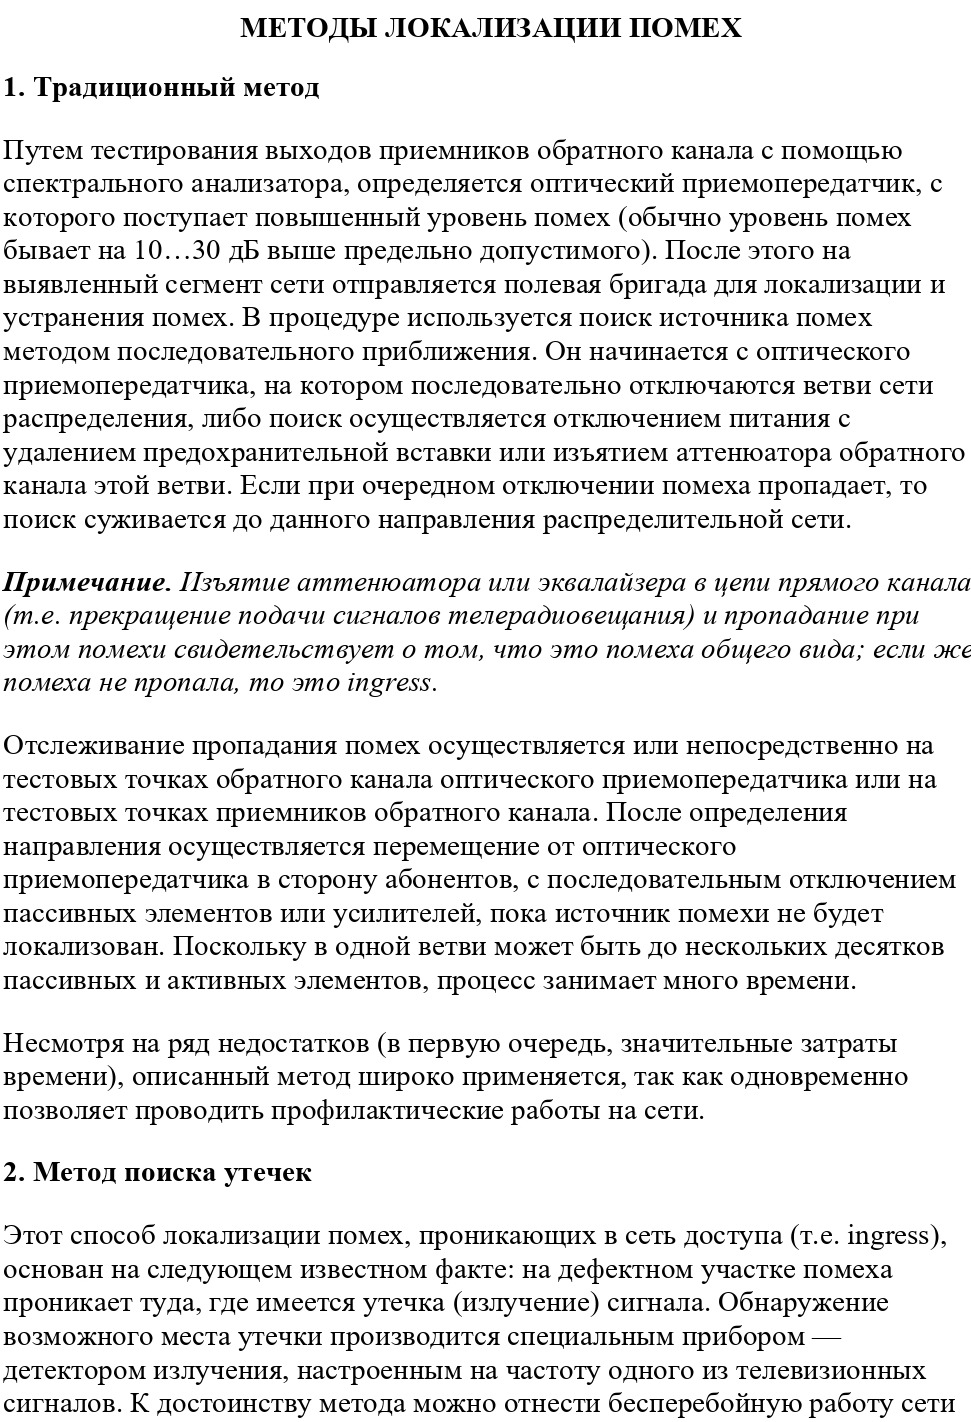 МЕТОДЫ ЛОКАЛИЗАЦИИ ПОМЕХ
1. Традиционный метод
Путем тестирования выходов приемников обратного канала с помощью
спектрального анализатора, определяется оптический приемопередатчик, с
которого поступает повышенный уровень помех (обычно уровень помех
бывает на 10…30 дБ выше предельно допустимого). После этого на
выявленный сегмент сети отправляется полевая бригада для локализации и
устранения помех. В процедуре используется поиск источника помех
методом последовательного приближения. Он начинается с оптического
приемопередатчика, на котором последовательно отключаются ветви сети
распределения, либо поиск осуществляется отключением питания с
удалением предохранительной вставки или изъятием аттенюатора обратного
канала этой ветви. Если при очередном отключении помеха пропадает, то
поиск суживается до данного направления распределительной сети.
Примечание. Изъятие аттенюатора или эквалайзера в цепи прямого канала
(т.е. прекращение подачи сигналов телерадиовещания) и пропадание при
этом помехи свидетельствует о том, что это помеха общего вида; если же
помеха не пропала, то это ingress.
Отслеживание пропадания помех осуществляется или непосредственно на
тестовых точках обратного канала оптического приемопередатчика или на
тестовых точках приемников обратного канала. После определения
направления осуществляется перемещение от оптического
приемопередатчика в сторону абонентов, с последовательным отключением
пассивных элементов или усилителей, пока источник помехи не будет
локализован. Поскольку в одной ветви может быть до нескольких десятков
пассивных и активных элементов, процесс занимает много времени.
Несмотря на ряд недостатков (в первую очередь, значительные затраты
времени), описанный метод широко применяется, так как одновременно
позволяет проводить профилактические работы на сети.
2. Метод поиска утечек
Этот способ локализации помех, проникающих в сеть доступа (т.е. ingress),
основан на следующем известном факте: на дефектном участке помеха
проникает туда, где имеется утечка (излучение) сигнала. Обнаружение
возможного места утечки производится специальным прибором —
детектором излучения, настроенным на частоту одного из телевизионных
сигналов. К достоинству метода можно отнести бесперебойную работу сети